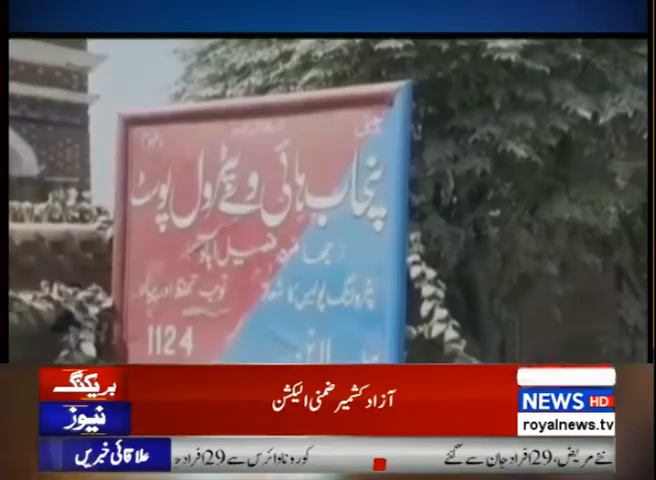 پنجاب ہائی وے پٹرول پوسٹ
پٹرولنگ پولیس کا شعار
1124
بریکنگ
نیوز
آزاد کشمیر ضمنی الیکشن
NEWS HD
royalnews.tv
علاقائی خبریں
نئے مریض، 29 افراد جان سے گئے
کورونا وائرس سے 29 افراد